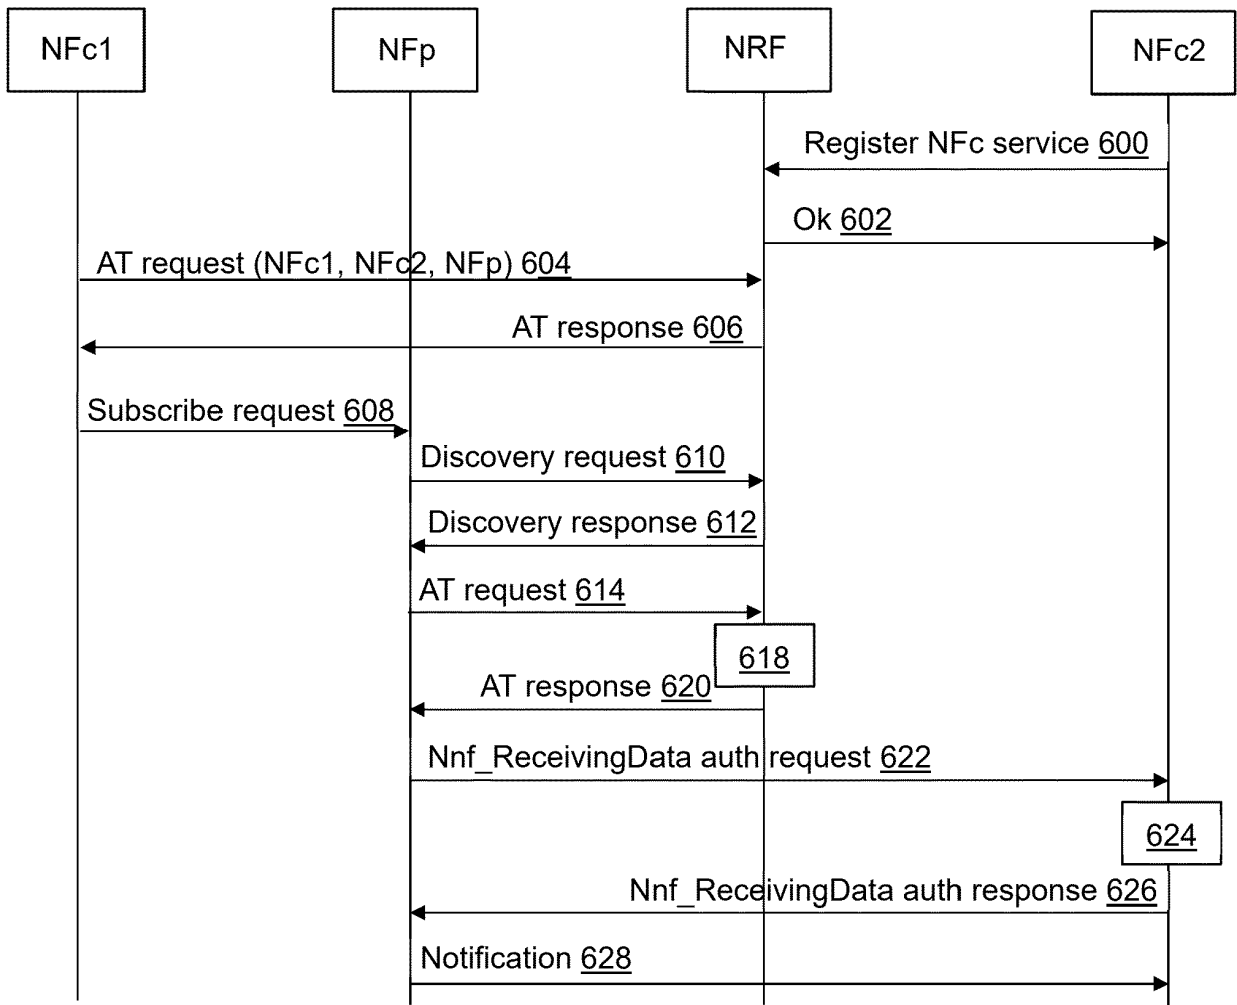 NFc1
NFp
NRF
NFc2
Register NFc service 600
Ok 602
AT request (NFc1, NFc2, NFp) 604
AT response 606
Subscribe request 608
Discovery request 610
Discovery response 612
AT request 614
618
AT response 620
Nnf_ReceivingData auth request 622
624
Nnf_ReceivingData auth response 626
Notification 628